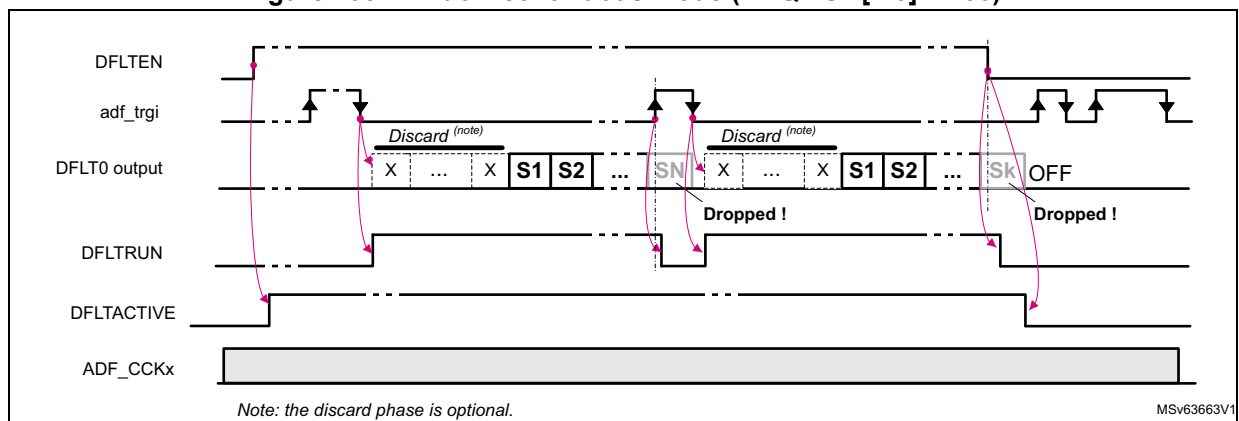 DFLTEN
adf_trgi
Discard (note) Discard (note)
DFLT0 output X ... X S1 S2 ... SN X ... X S1 S2 ... Sk OFF
Dropped ! Dropped !
DFLTRUN
DFLTACTIVE
ADF_CCKx
Note: the discard phase is optional.
MSv63663V1